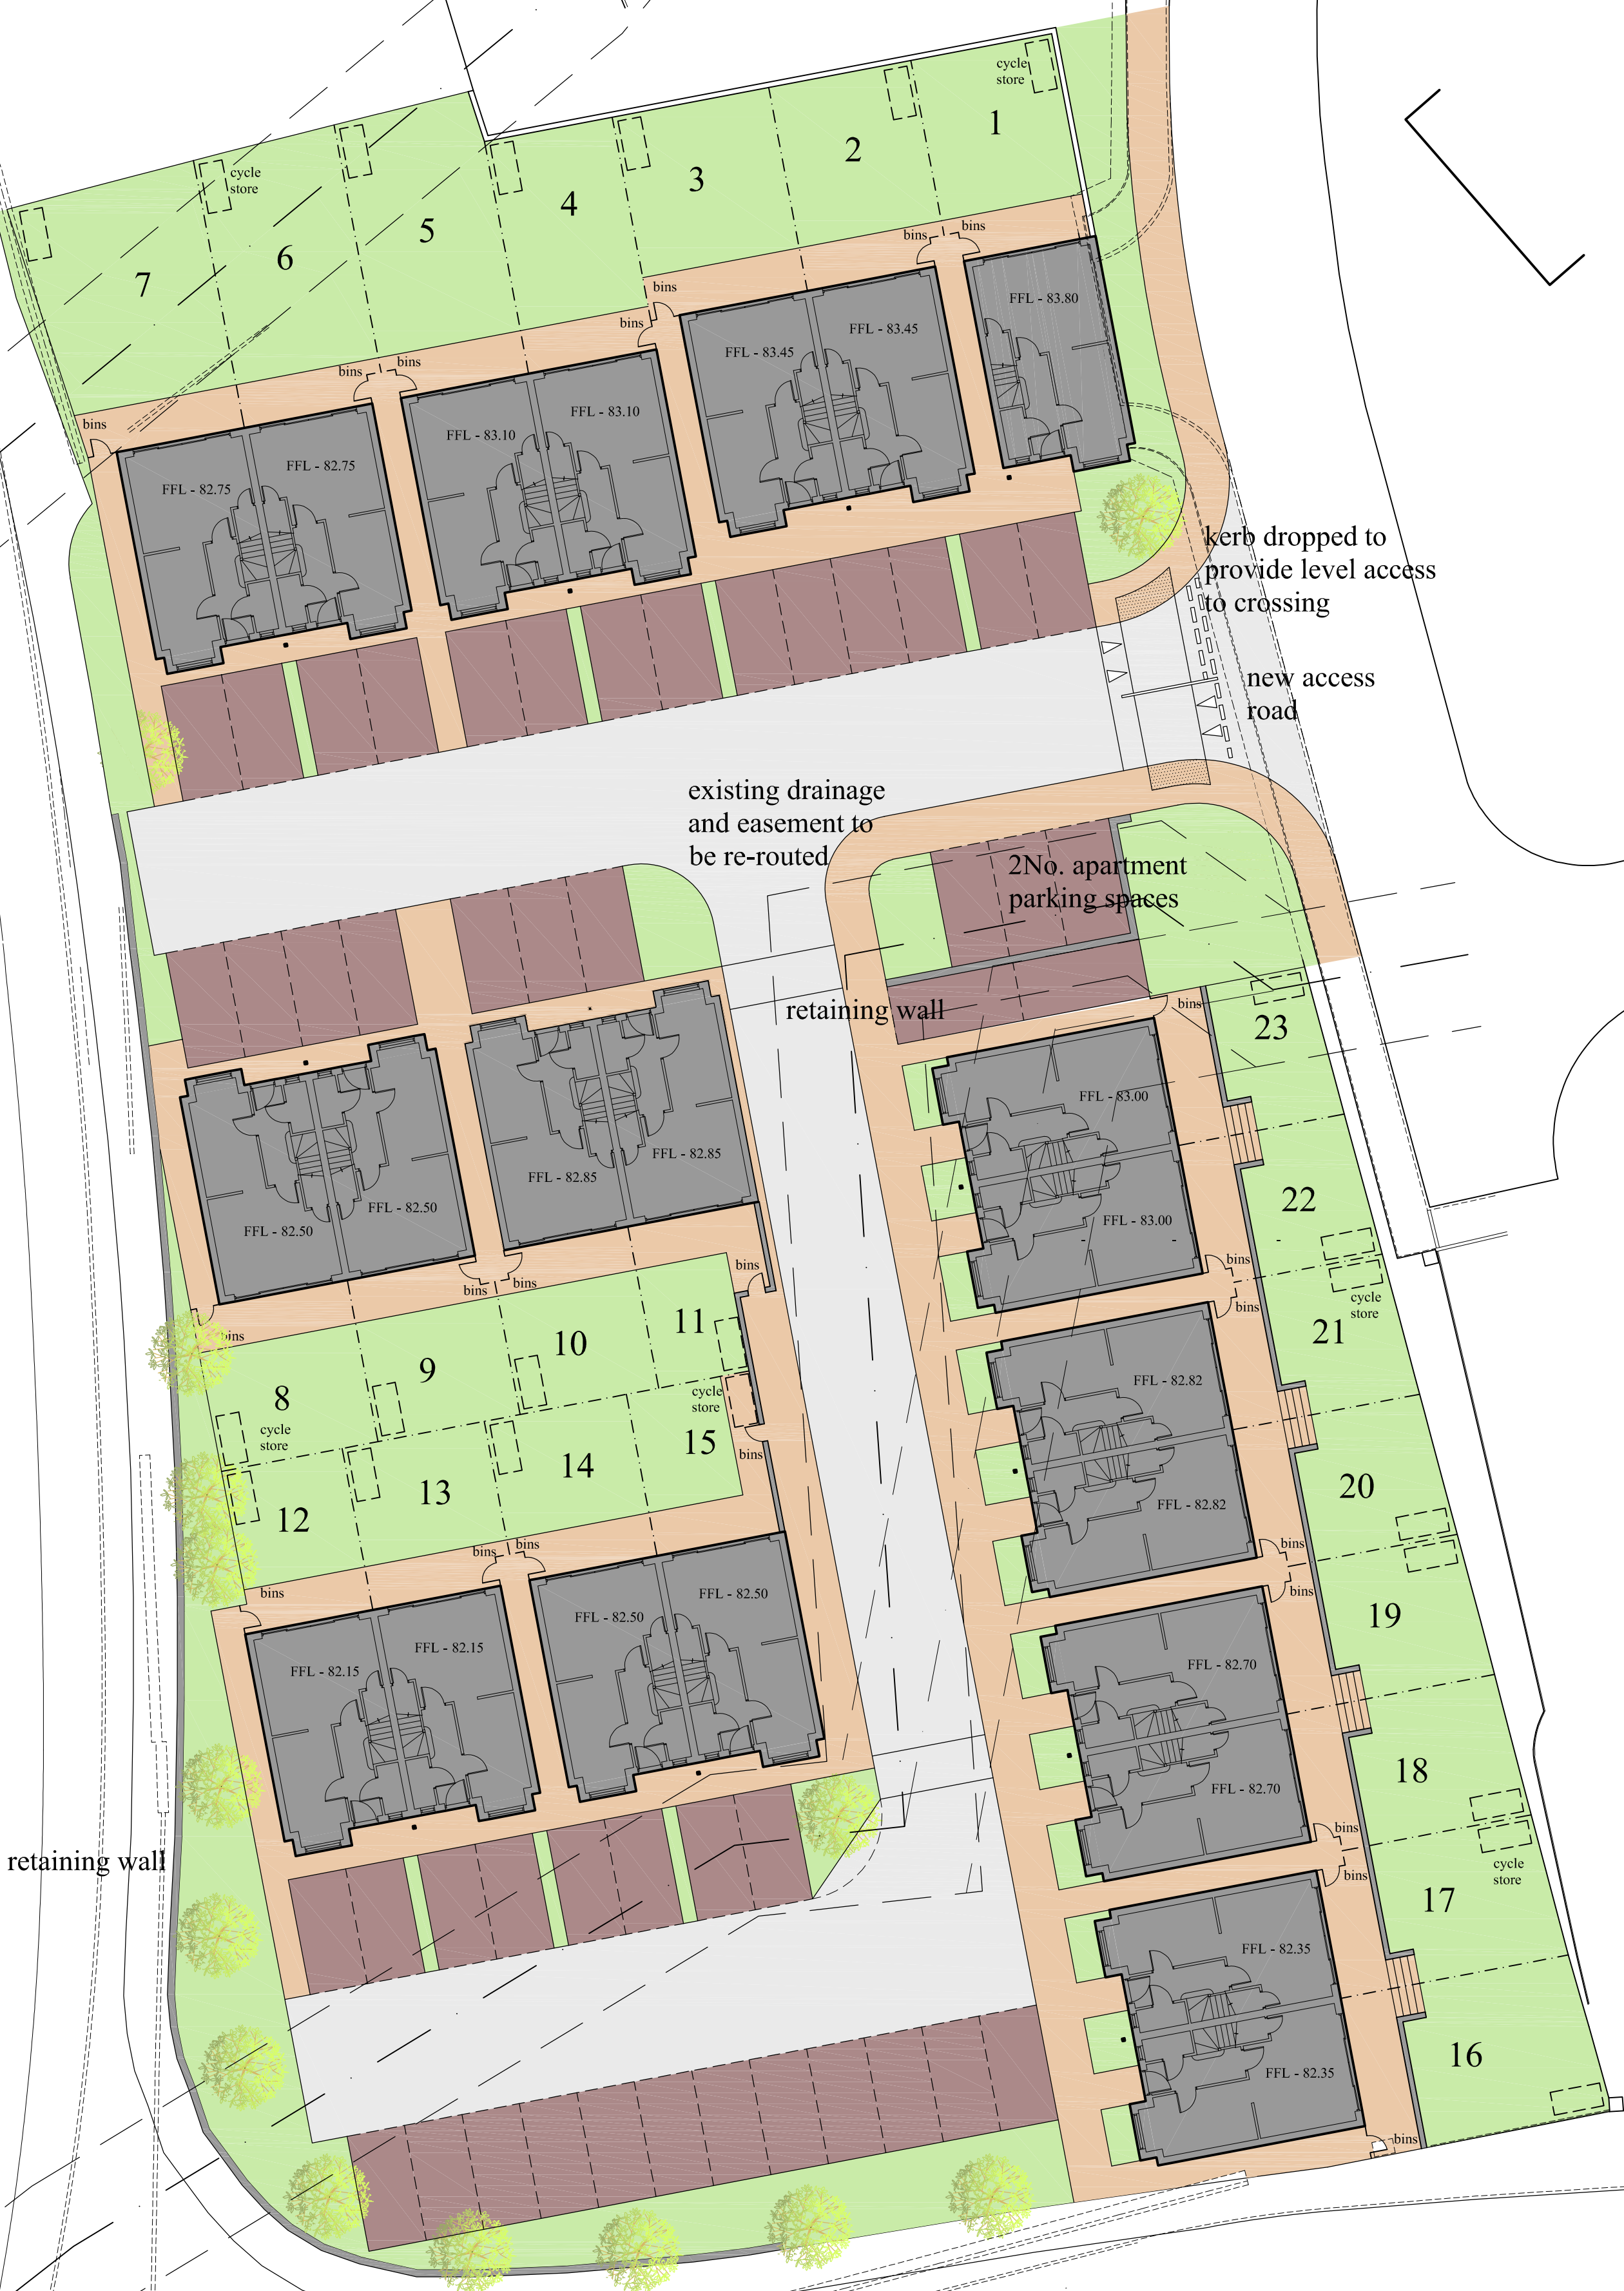 cycle
store
1
2
3
4
5
6
7
cycle
store
bins
bins
bins
bins
bins
bins
bins
FFL - 83.80
FFL - 83.45
FFL - 83.45
FFL - 83.10
FFL - 83.10
FFL - 82.75
FFL - 82.75
kerb dropped to
provide level access
to crossing
new access
road
existing drainage
and easement to
be re-routed
2No. apartment
parking spaces
retaining wall
bins
23
FFL - 83.00
FFL - 83.00
22
bins
bins
cycle
store
21
FFL - 82.85
FFL - 82.85
FFL - 82.50
FFL - 82.50
bins
bins
bins
bins
11
10
9
8
cycle
store
cycle
store
15
bins
14
13
12
bins
bins
bins
FFL - 82.82
FFL - 82.82
20
bins
bins
19
FFL - 82.50
FFL - 82.50
FFL - 82.15
FFL - 82.15
FFL - 82.70
FFL - 82.70
18
bins
bins
cycle
store
17
retaining wall
FFL - 82.35
FFL - 82.35
16
bins